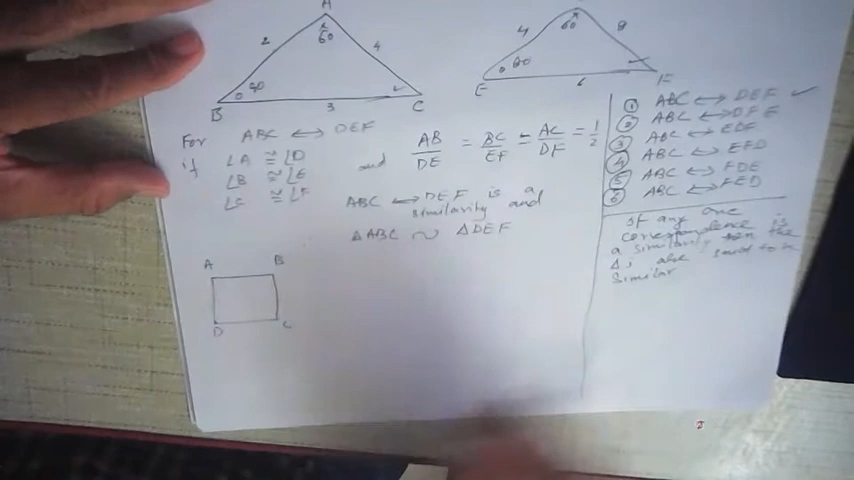 A
60
2
4
B
3
C
4
8
60
E
6
F
For ABC ↔ DEF
if ∠A ≅ ∠D
∠B ≅ ∠E
∠C ≅ ∠F
and AB/DE = BC/EF = AC/DF = 1/2
ABC ↔ DEF is a
similarity and
ΔABC ~ ΔDEF
A B
D C
① ABC ↔ DEF ✓
② ABC ↔ DFE
③ ABC ↔ EDF
④ ABC ↔ EFD
⑤ ABC ↔ FDE
⑥ ABC ↔ FED
If any one
correspondence is
a similarity then the
Δs also said to be
Similar